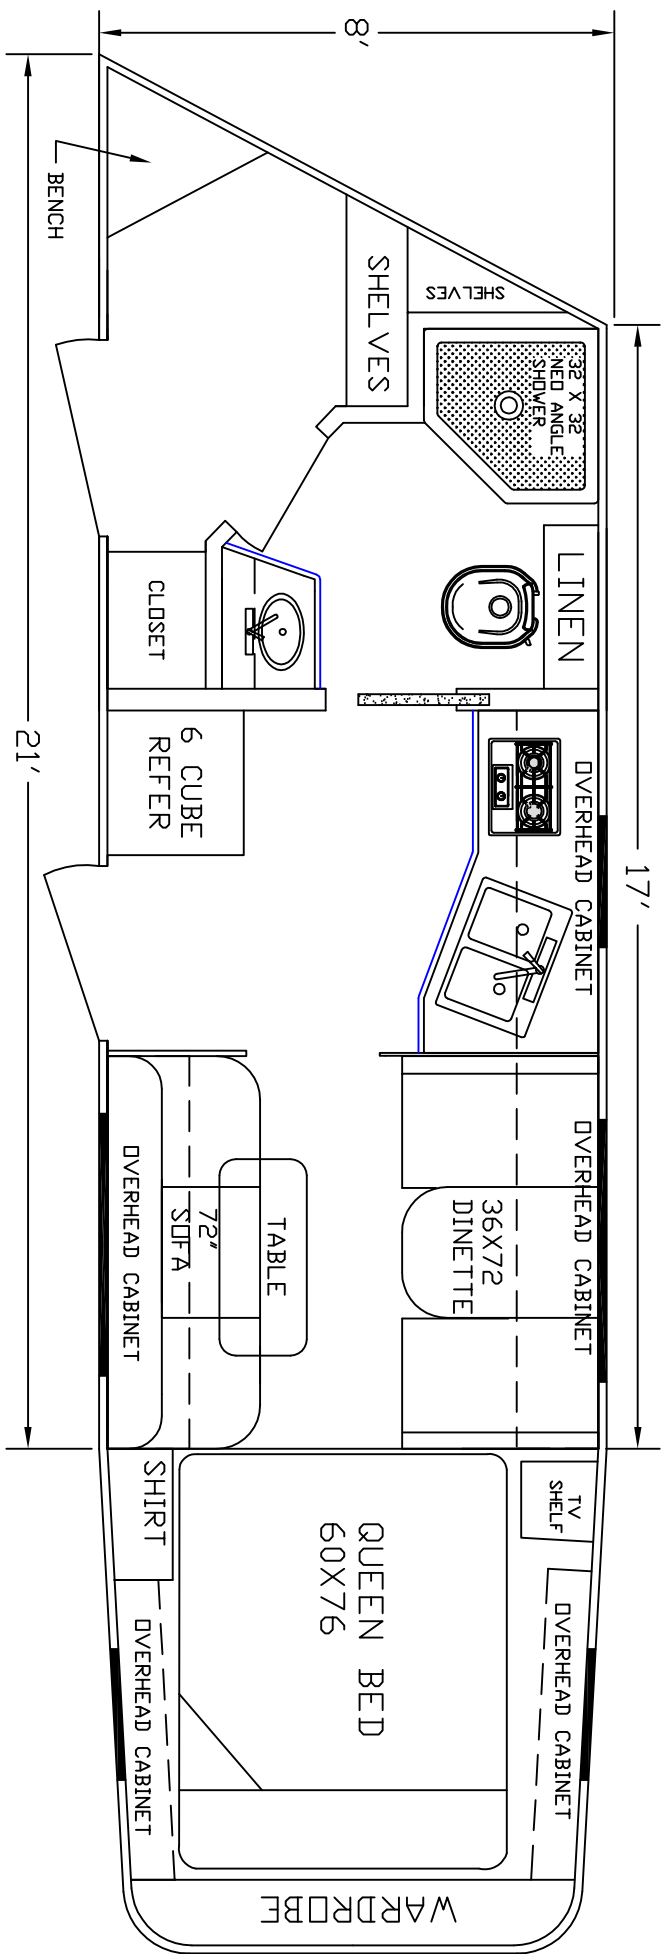 8'
BENCH
SHELVES
SHELVES
32 X 32
NEO ANGLE
SHOWER
LINEN
CLOSET
6 CUBE
REFER
21'
17'
OVERHEAD CABINET
OVERHEAD CABINET
36X72
DINETTE
TABLE
72"
SOFA
OVERHEAD CABINET
SHIRT
TV
SHELF
QUEEN BED
60X76
OVERHEAD CABINET
OVERHEAD CABINET
WARDROBE